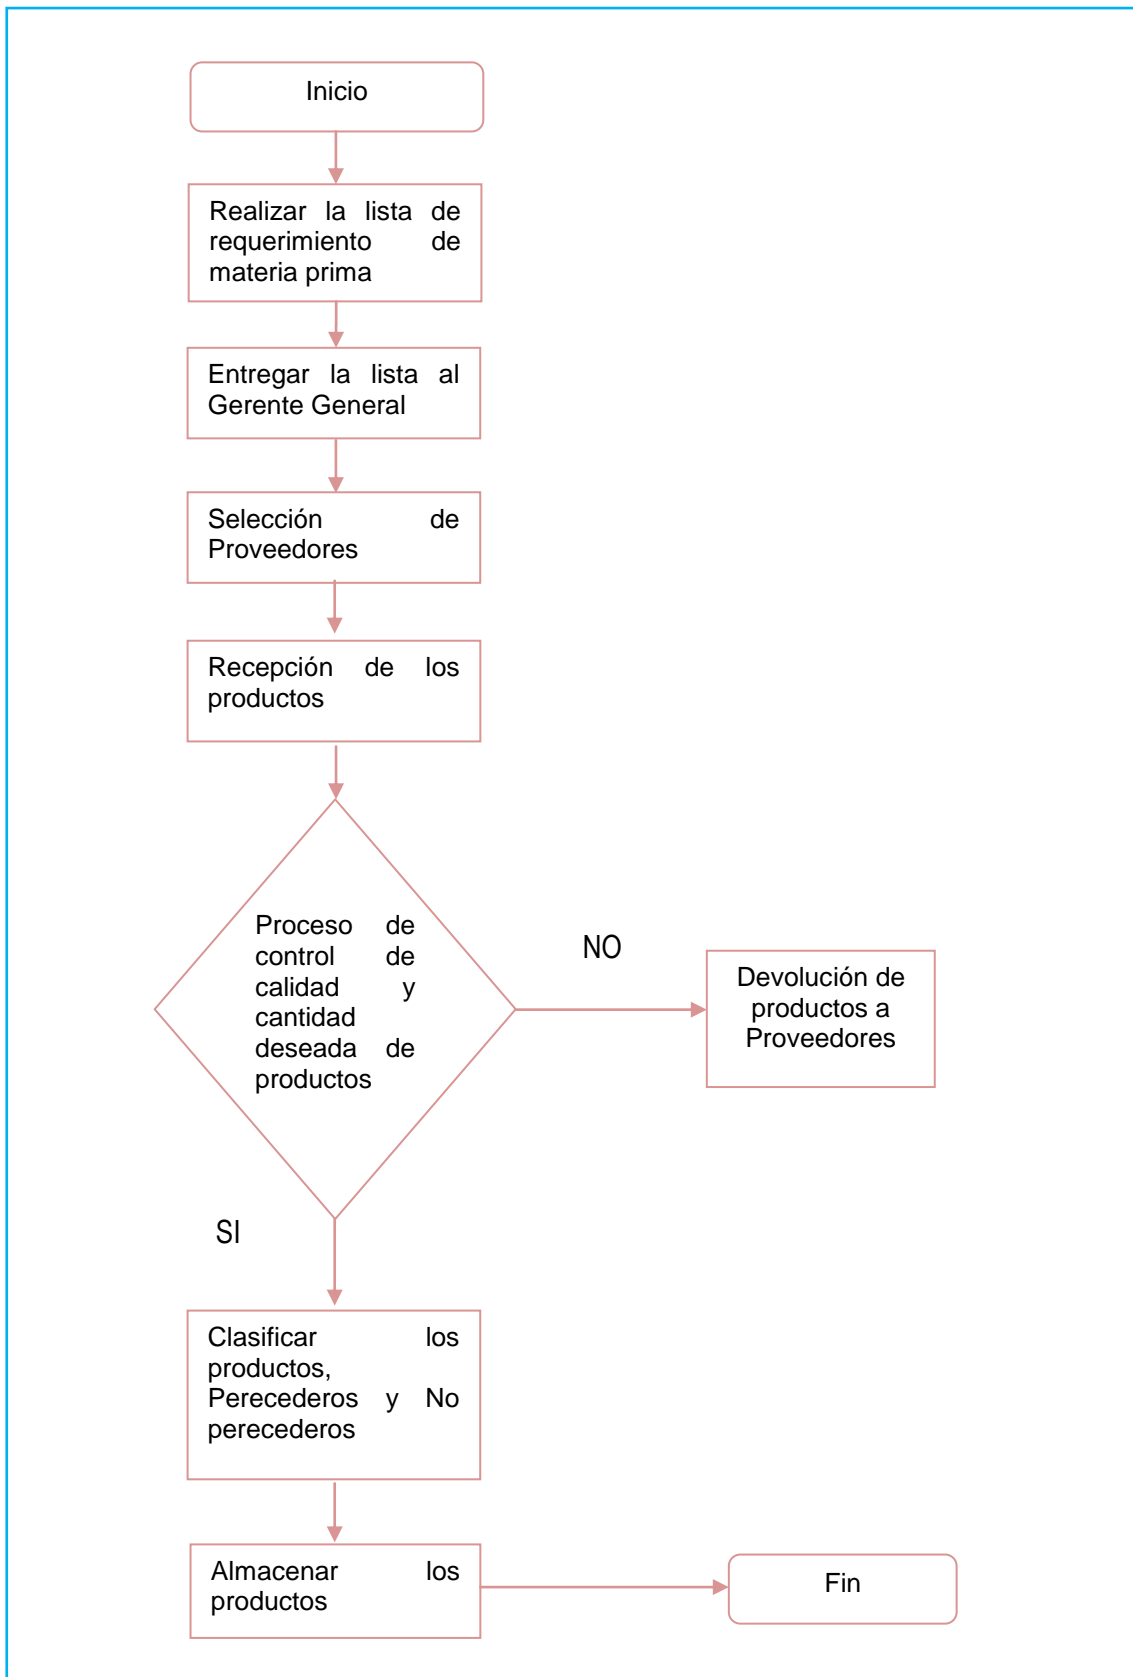 Inicio
Realizar la lista de
requerimiento de
materia prima
Entregar la lista al
Gerente General
Selección de
Proveedores
Recepción de los
productos
Proceso de
control de
calidad y
cantidad
deseada de
productos
NO
Devolución de
productos a
Proveedores
SI
Clasificar los
productos,
Perecederos y No
perecederos
Almacenar los
productos
Fin